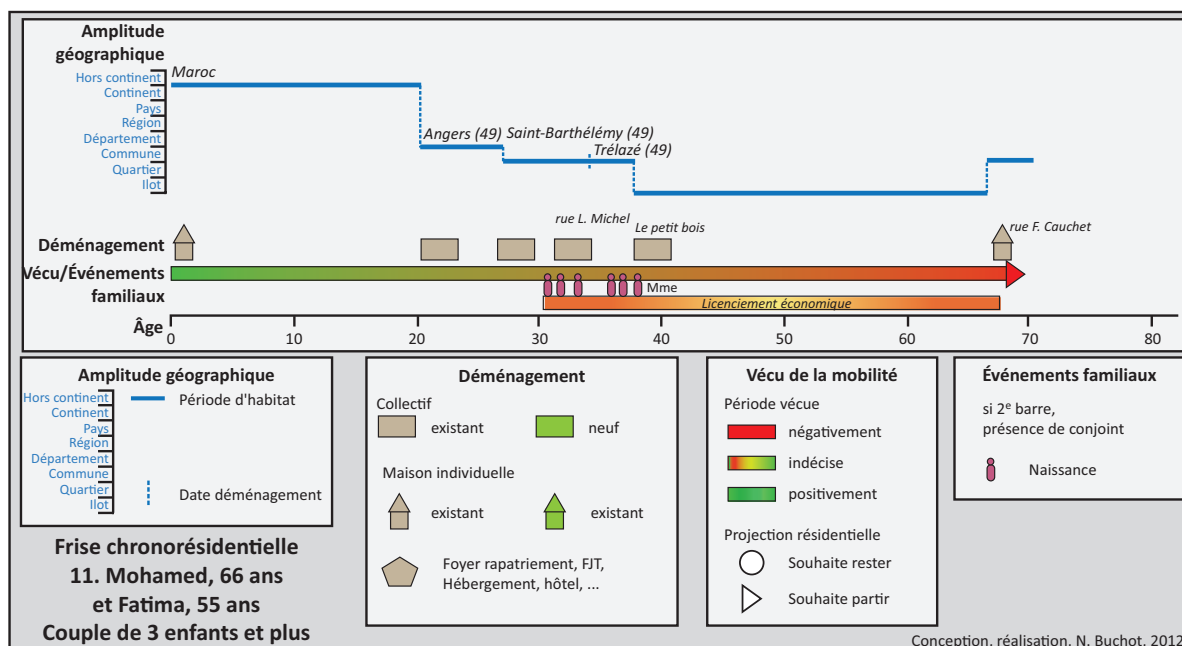 Amplitude
géographique
Hors continent
Continent
Pays
Région
Département
Commune
Quartier
Ilot
Maroc
Angers (49)
Saint-Barthélémy (49)
Trélazé (49)
rue L. Michel
Le petit bois
rue F. Cauchet
Déménagement
Vécu/Événements
familiaux
Mme
Licenciement économique
Âge
0 10 20 30 40 50 60 70 80
Amplitude géographique
Hors continent
Continent
Pays
Région
Département
Commune
Quartier
Ilot
Période d'habitat
Date déménagement
Frise chronorésidentielle
11. Mohamed, 66 ans
et Fatima, 55 ans
Couple de 3 enfants et plus
Déménagement
Collectif
existant neuf
Maison individuelle
existant existant
Foyer rapatriement, FJT,
Hébergement, hôtel, ...
Vécu de la mobilité
Période vécue
négativement
indécise
positivement
Projection résidentielle
Souhaite rester
Souhaite partir
Événements familiaux
si 2e barre,
présence de conjoint
Naissance
Conception, réalisation, N. Buchot, 2012